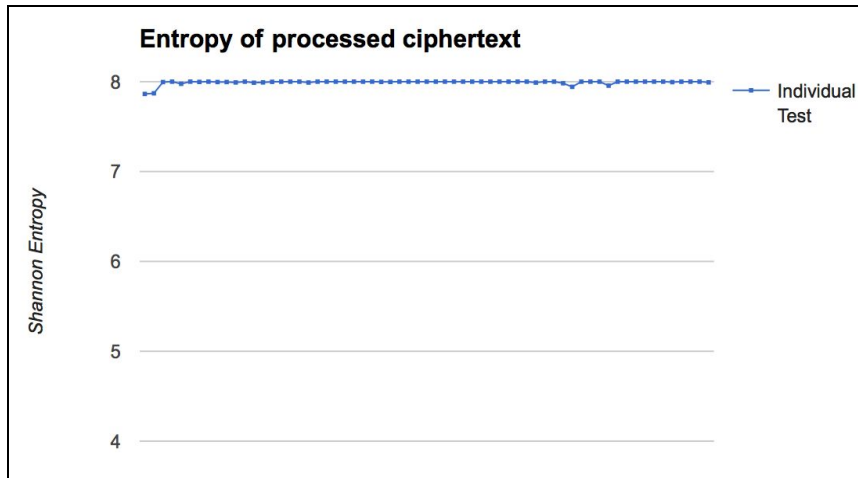 Entropy of processed ciphertext
8
Individual
Test
7
Shannon Entropy
6
5
4